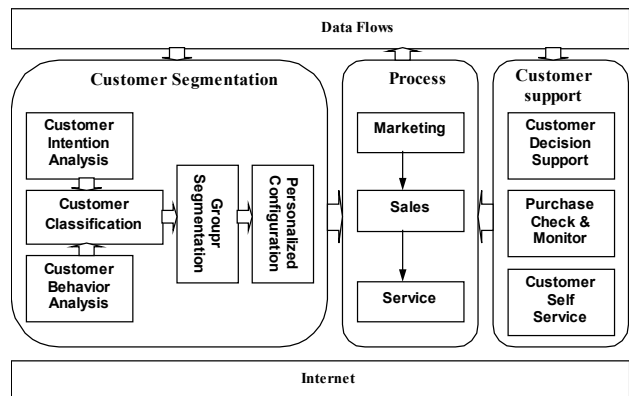 Data Flows
Customer Segmentation
Customer
Intention
Analysis
Customer
Classification
Customer
Behavior
Analysis
Groupr
Segmentation
Personalized
Configuration
Process
Marketing
Sales
Service
Customer
support
Customer
Decision
Support
Purchase
Check &
Monitor
Customer
Self
Service
Internet